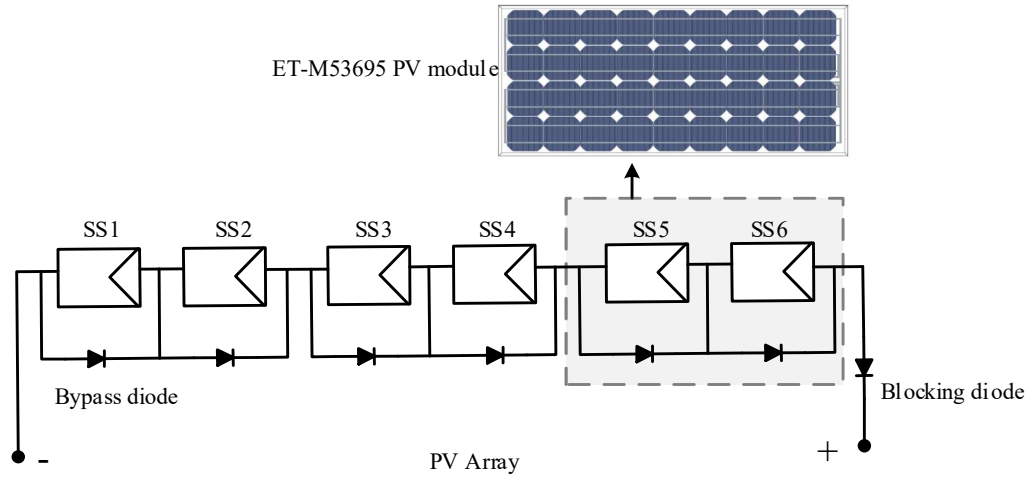 ET-M53695 PV module
SS1
SS2
SS3
SS4
SS5
SS6
Bypass diode
Blocking diode
-
+
PV Array